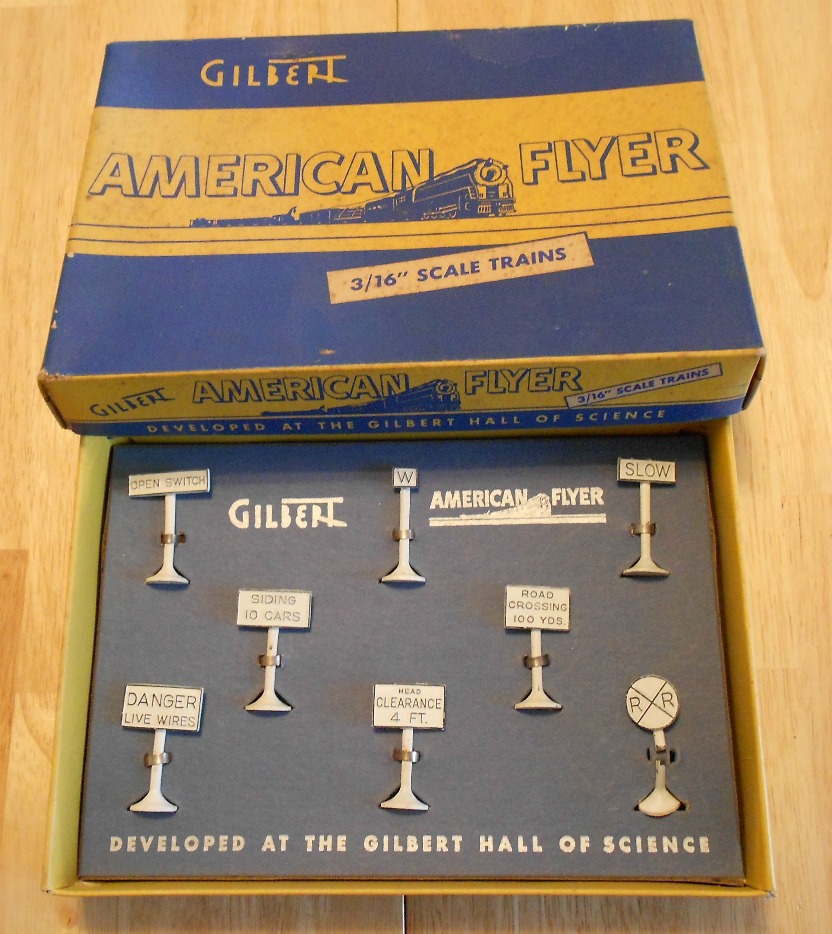 GILBERT
AMERICAN FLYER
3/16" SCALE TRAINS
GILBERT AMERICAN FLYER 3/16" SCALE TRAINS
DEVELOPED AT THE GILBERT HALL OF SCIENCE
OPEN SWITCH
W
SLOW
GILBERT
AMERICAN FLYER
SIDING
10 CARS
ROAD
CROSSING
100 YDS.
DANGER
LIVE WIRES
HEAD
CLEARANCE
4 FT.
R R
DEVELOPED AT THE GILBERT HALL OF SCIENCE